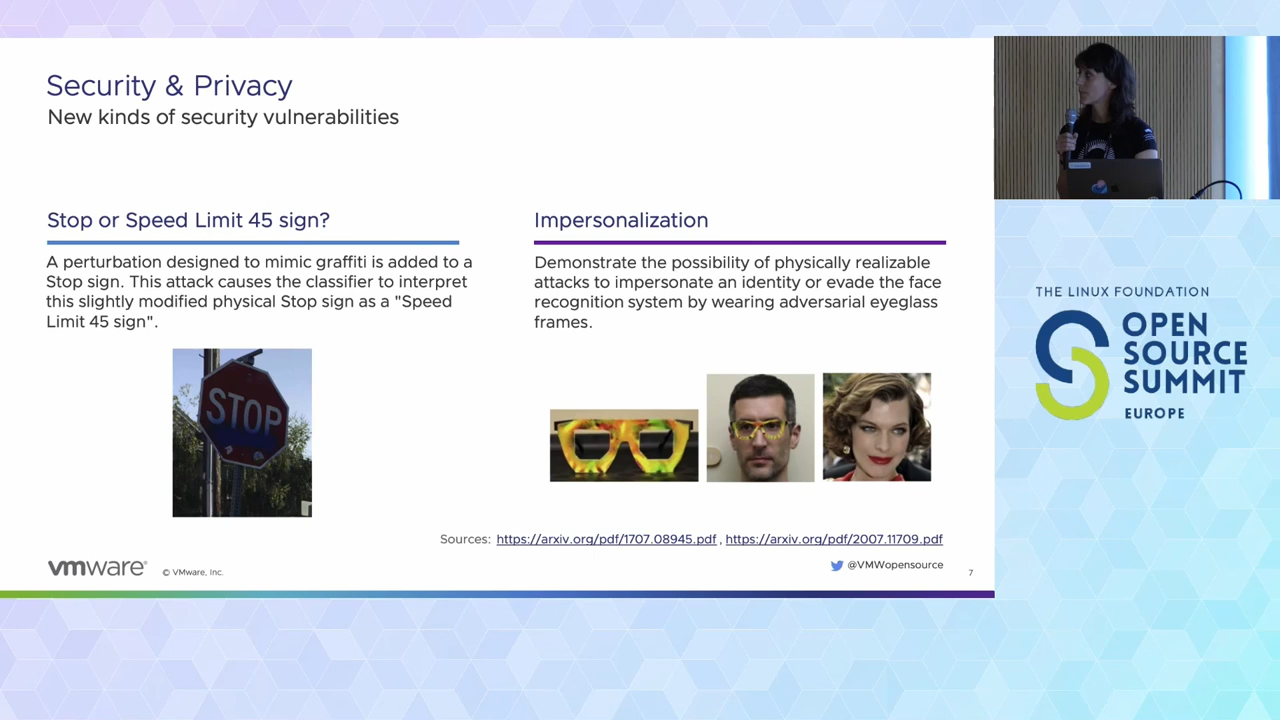 Security & Privacy
New kinds of security vulnerabilities
Stop or Speed Limit 45 sign?
A perturbation designed to mimic graffiti is added to a
Stop sign. This attack causes the classifier to interpret
this slightly modified physical Stop sign as a "Speed
Limit 45 sign".
STOP
Impersonalization
Demonstrate the possibility of physically realizable
attacks to impersonate an identity or evade the face
recognition system by wearing adversarial eyeglass
frames.
Sources: https://arxiv.org/pdf/1707.08945.pdf , https://arxiv.org/pdf/2007.11709.pdf
vmware® © VMware, Inc.
@VMWopensource
7
THE LINUX FOUNDATION
OPEN
SOURCE
SUMMIT
EUROPE